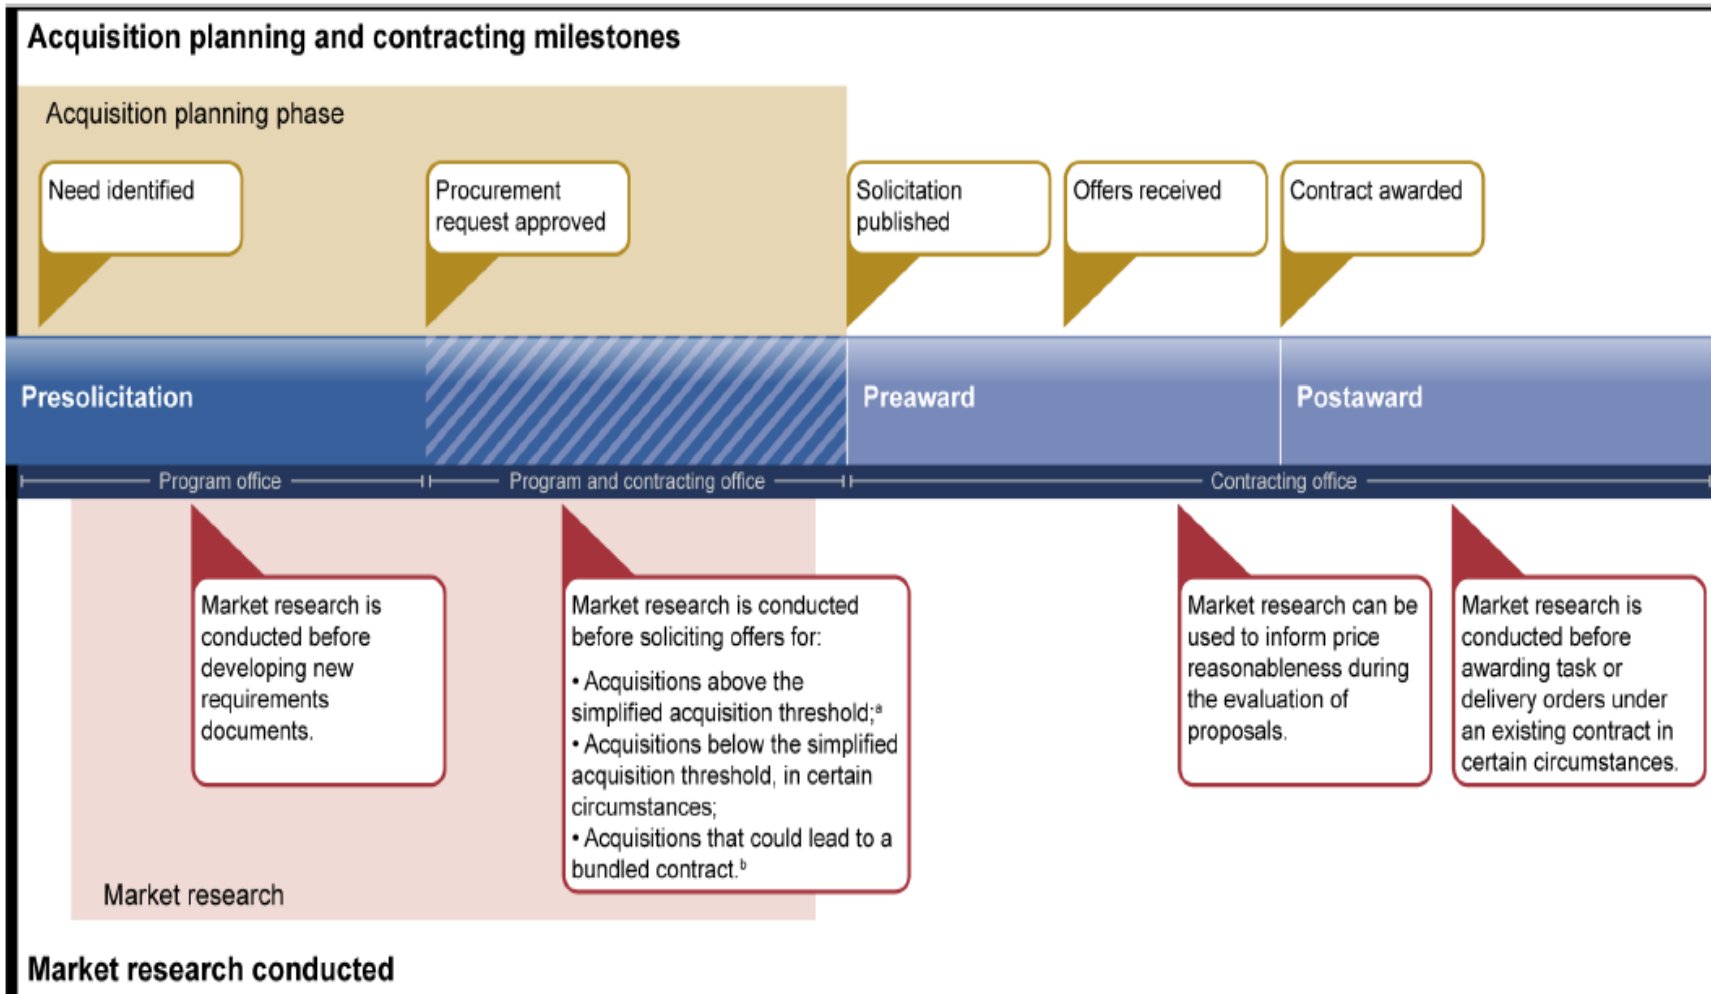 Acquisition planning and contracting milestones
Acquisition planning phase
Need identified
Procurement
request approved
Solicitation
published
Offers received
Contract awarded
Presolicitation
Preaward
Postaward
Program office
Program and contracting office
Contracting office
Market research is
conducted before
developing new
requirements
documents.
Market research is conducted
before soliciting offers for:
• Acquisitions above the
simplified acquisition threshold;ᵃ
• Acquisitions below the simplified
acquisition threshold, in certain
circumstances;
• Acquisitions that could lead to a
bundled contract.ᵇ
Market research can be
used to inform price
reasonableness during
the evaluation of
proposals.
Market research is
conducted before
awarding task or
delivery orders under
an existing contract in
certain circumstances.
Market research
Market research conducted